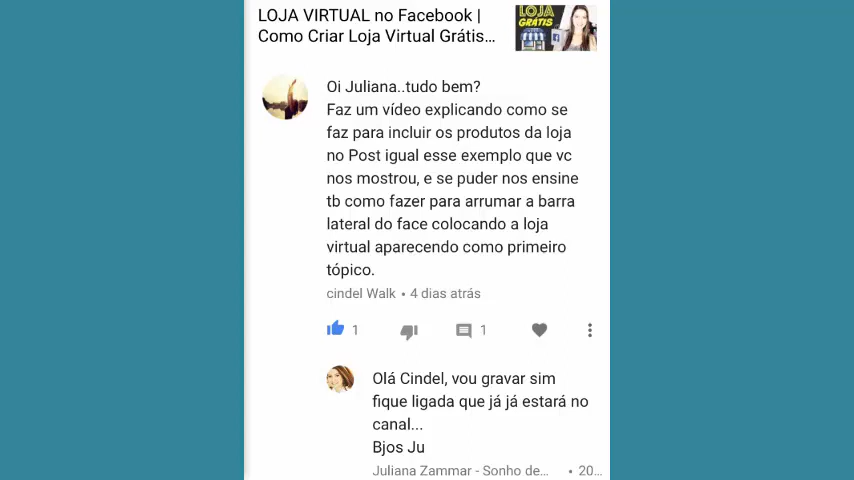 LOJA VIRTUAL no Facebook |
Como Criar Loja Virtual Grátis...
LOJA
GRÁTIS
Oi Juliana..tudo bem?
Faz um vídeo explicando como se
faz para incluir os produtos da loja
no Post igual esse exemplo que vc
nos mostrou, e se puder nos ensine
tb como fazer para arrumar a barra
lateral do face colocando a loja
virtual aparecendo como primeiro
tópico.
cindel Walk • 4 dias atrás
1
1
Olá Cindel, vou gravar sim
fique ligada que já já estará no
canal...
Bjos Ju
Juliana Zammar - Sonho de... • 20...